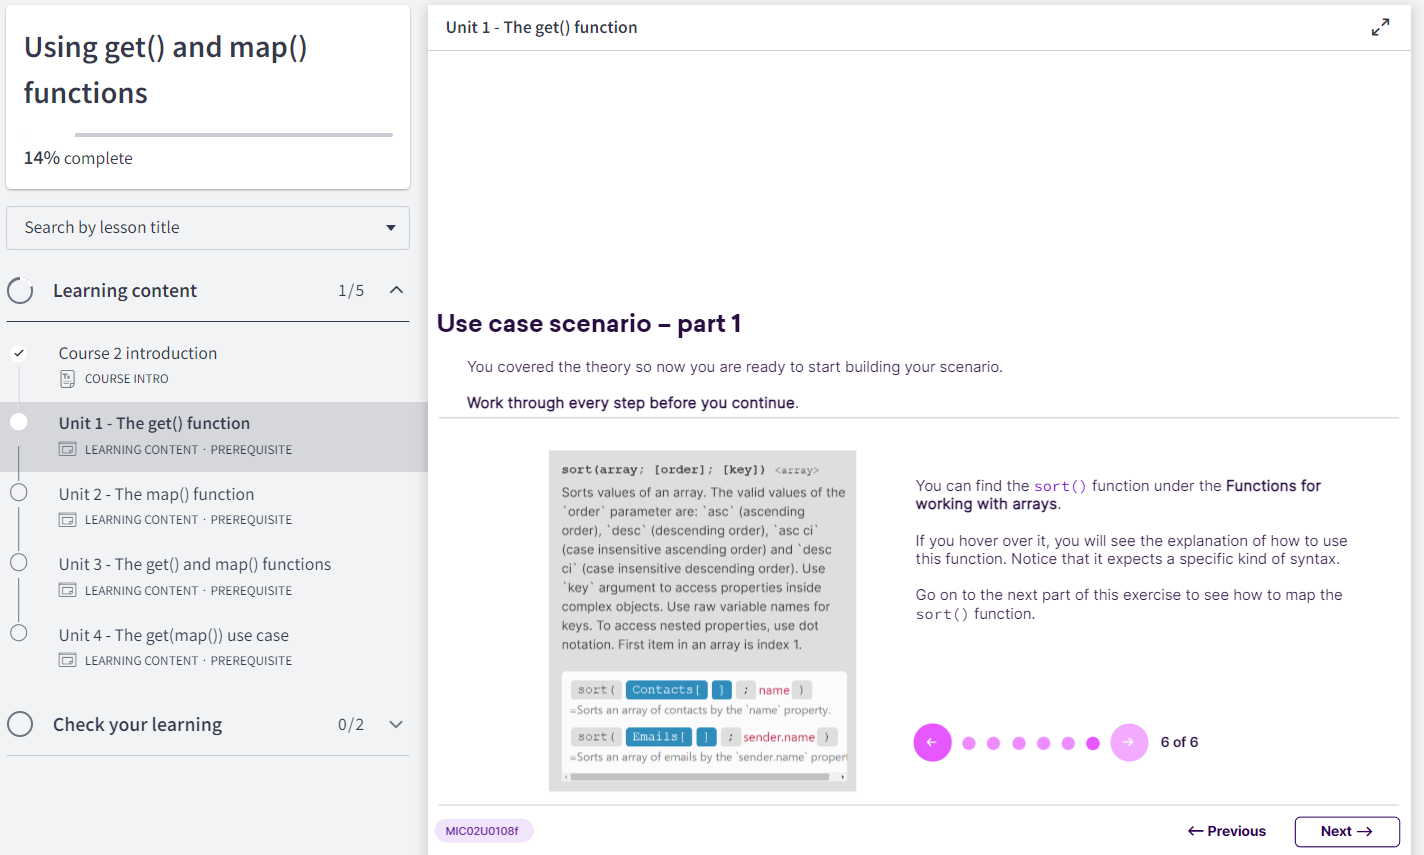 Using get() and map()
functions
14% complete
Search by lesson title
Learning content 1/5
Course 2 introduction
COURSE INTRO
Unit 1 - The get() function
LEARNING CONTENT · PREREQUISITE
Unit 2 - The map() function
LEARNING CONTENT · PREREQUISITE
Unit 3 - The get() and map() functions
LEARNING CONTENT · PREREQUISITE
Unit 4 - The get(map()) use case
LEARNING CONTENT · PREREQUISITE
Check your learning 0/2
Unit 1 - The get() function
Use case scenario – part 1
You covered the theory so now you are ready to start building your scenario.
Work through every step before you continue.
sort(array; [order]; [key]) <array>
Sorts values of an array. The valid values of the
`order` parameter are: `asc` (ascending
order), `desc` (descending order), `asc ci`
(case insensitive ascending order) and `desc
ci` (case insensitive descending order). Use
`key` argument to access properties inside
complex objects. Use raw variable names for
keys. To access nested properties, use dot
notation. First item in an array is index 1.
sort( Contacts[ ] ; name )
=Sorts an array of contacts by the `name` property.
sort( Emails[ ] ; sender.name )
=Sorts an array of emails by the `sender.name` proper
You can find the sort() function under the Functions for
working with arrays.
If you hover over it, you will see the explanation of how to use
this function. Notice that it expects a specific kind of syntax.
Go on to the next part of this exercise to see how to map the
sort() function.
6 of 6
MIC02U0108f
← Previous
Next →